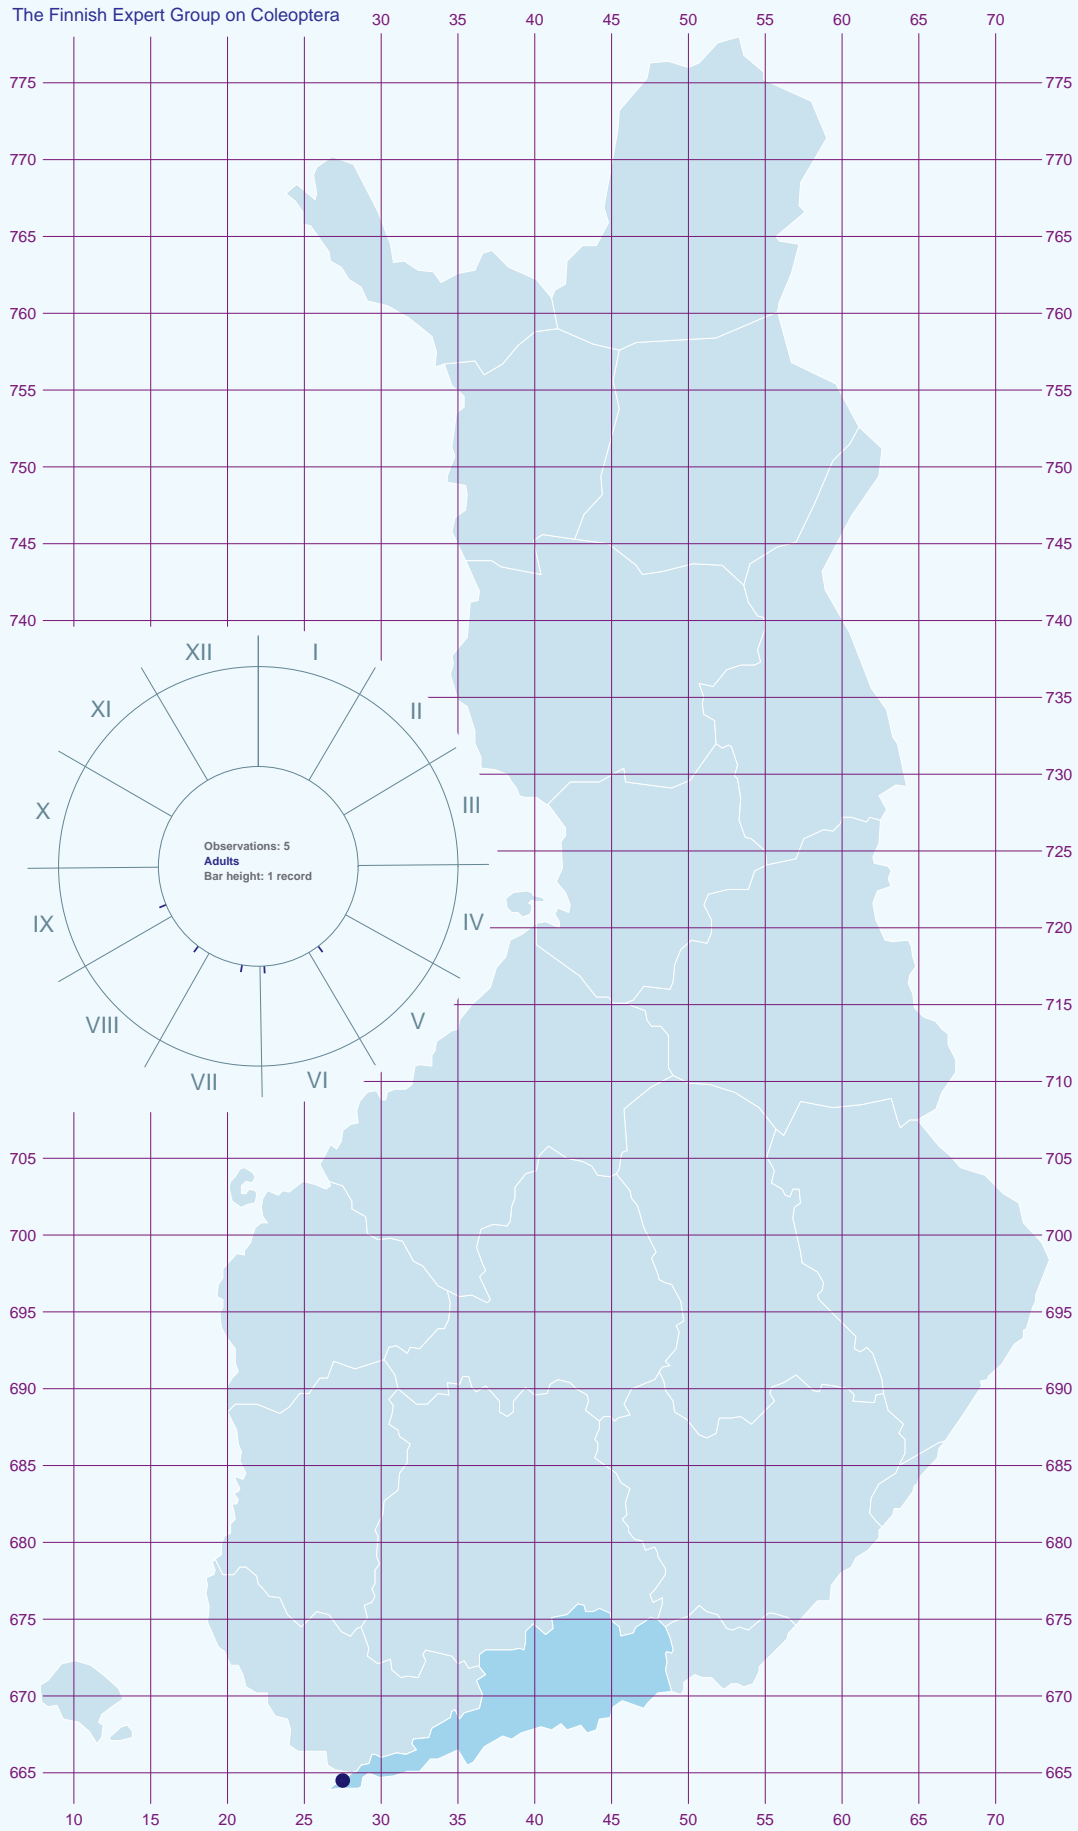 The Finnish Expert Group on Coleoptera
30 35 40 45 50 55 60 65 70
775 775
770 770
765 765
760 760
755 755
750 750
745 745
740 740
XII I
XI II
735
730
X III
Observations: 5
725
Adults
Bar height: 1 record
IX IV
720
715
VIII V
VII VI
710
705 705
700 700
695 695
690 690
685 685
680 680
675 675
670 670
665 665
10 15 20 25 30 35 40 45 50 55 60 65 70